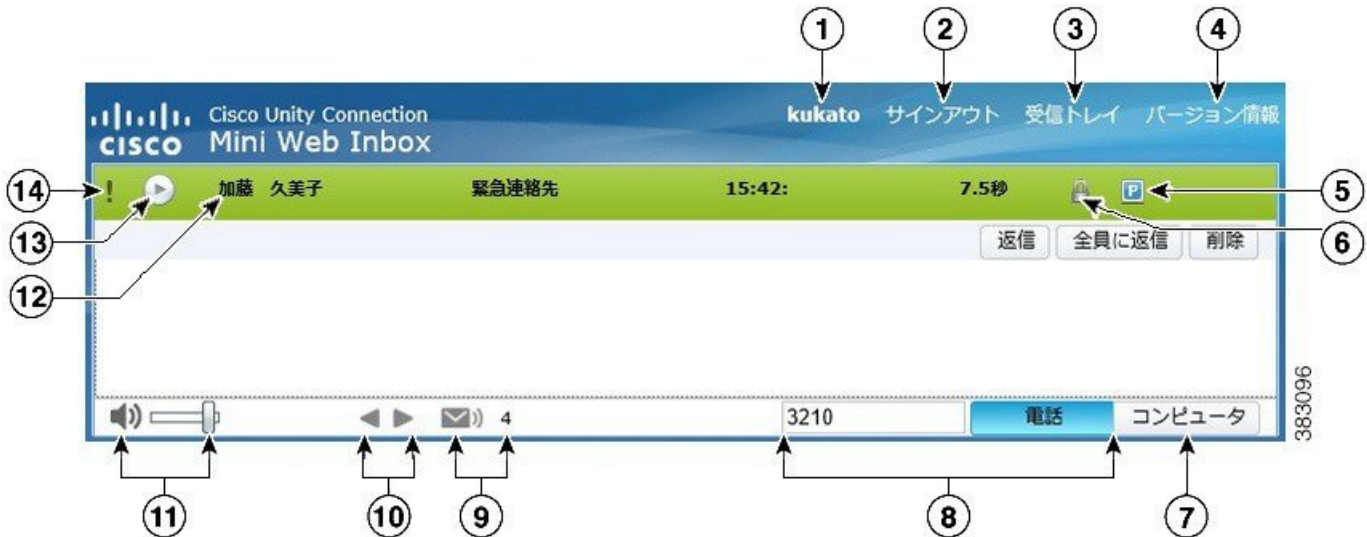 1 2 3 4
Cisco Unity Connection
kukato サインアウト 受信トレイ バージョン情報
CISCO Mini Web Inbox
14 ! 加藤 久美子 緊急連絡先 15:42: 7.5秒 P 5
13 返信 全員に返信 削除 6
12
383096
4 3210 電話 コンピュータ
11 10 9 8 7